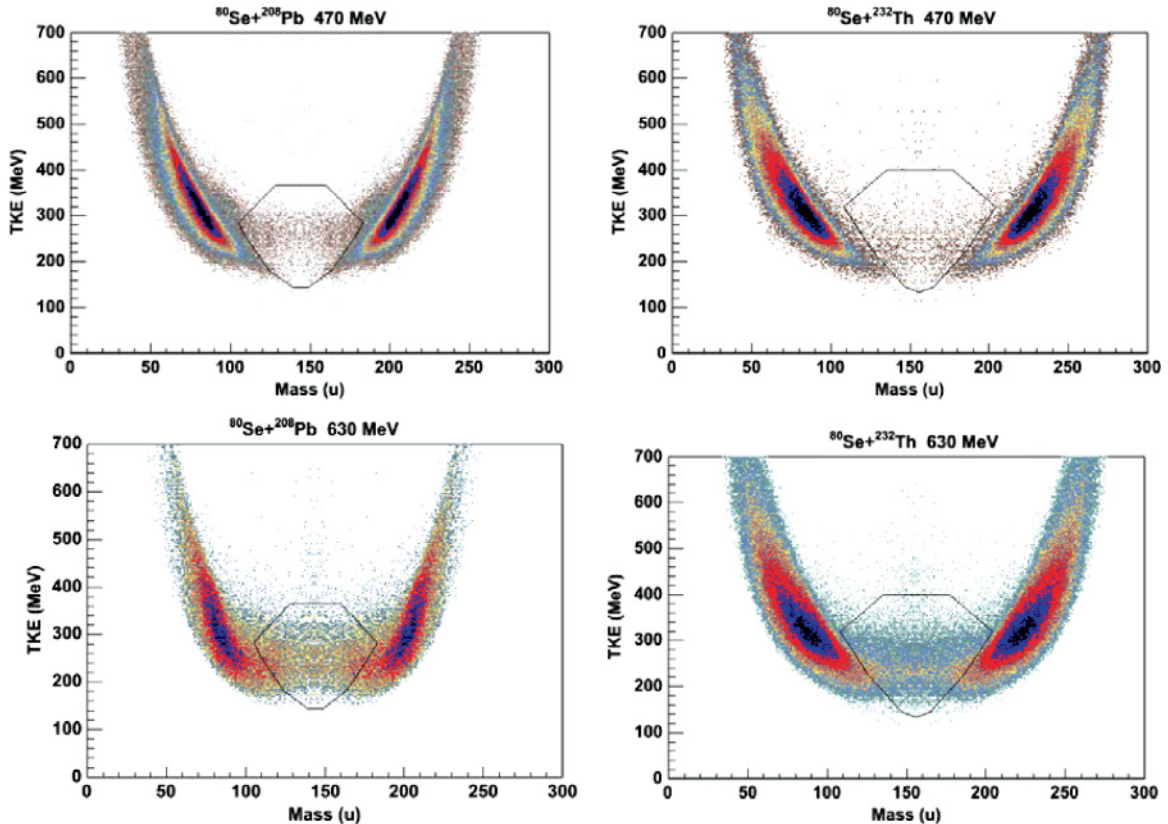 ⁸⁰Se+²⁰⁸Pb 470 MeV
TKE (MeV)
700
600
500
400
300
200
100
0
0 50 100 150 200 250 300
Mass (u)
⁸⁰Se+²³²Th 470 MeV
TKE (MeV)
700
600
500
400
300
200
100
0
0 50 100 150 200 250 300
Mass (u)
⁸⁰Se+²⁰⁸Pb 630 MeV
TKE (MeV)
700
600
500
400
300
200
100
0
0 50 100 150 200 250 300
Mass (u)
⁸⁰Se+²³²Th 630 MeV
TKE (MeV)
700
600
500
400
300
200
100
0
0 50 100 150 200 250 300
Mass (u)